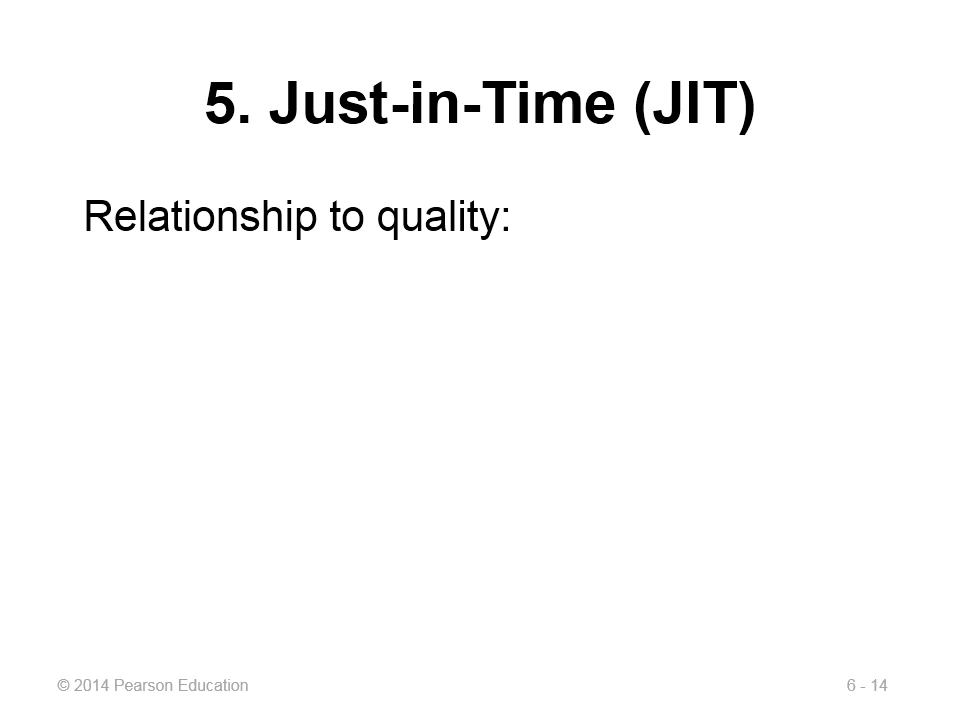 5. Just-in-Time (JIT)
Relationship to quality:
© 2014 Pearson Education
6 - 14